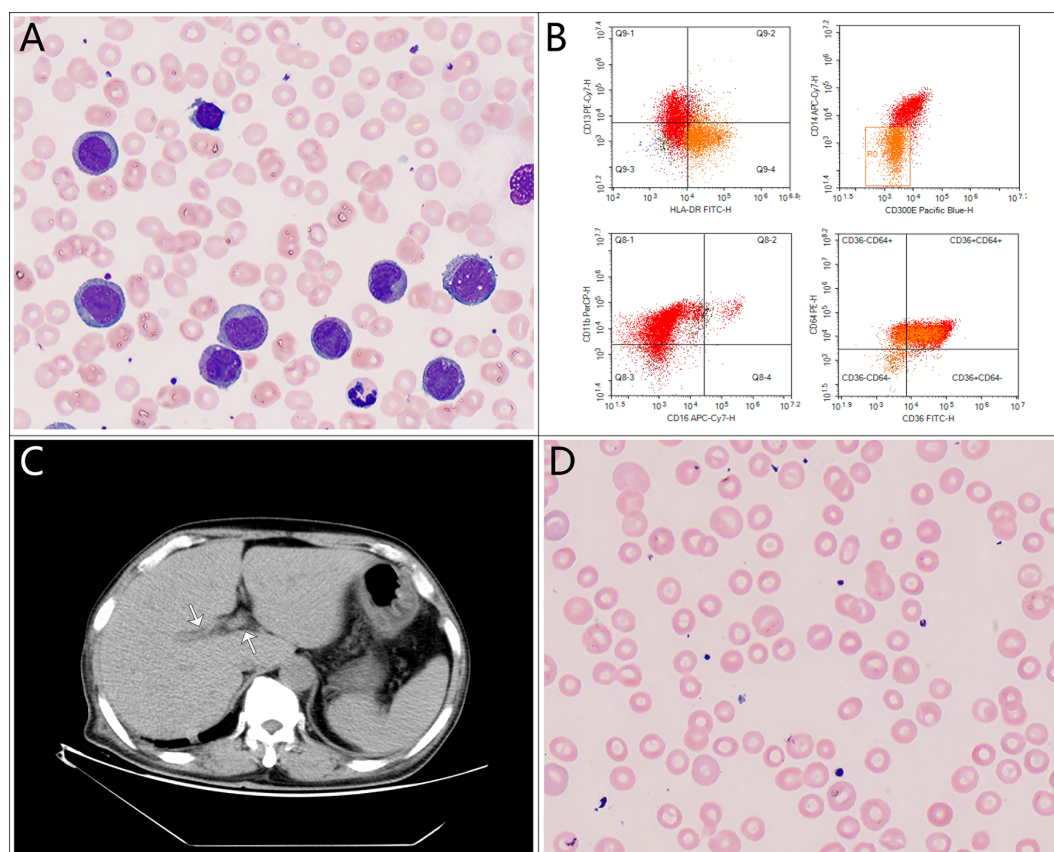 A
B
Q9-1
Q9-2
Q9-3
Q9-4
CD13 PE-Cy7-H
HLA-DR FITC-H
CD14 APC-Cy7-H
R0
CD300E Pacific Blue-H
Q8-1
Q8-2
Q8-3
Q8-4
CD11b PerCP-H
CD16 APC-Cy7-H
CD36-CD64+
CD36+CD64+
CD36-CD64-
CD36+CD64-
CD64 PE-H
CD36 FITC-H
C
D